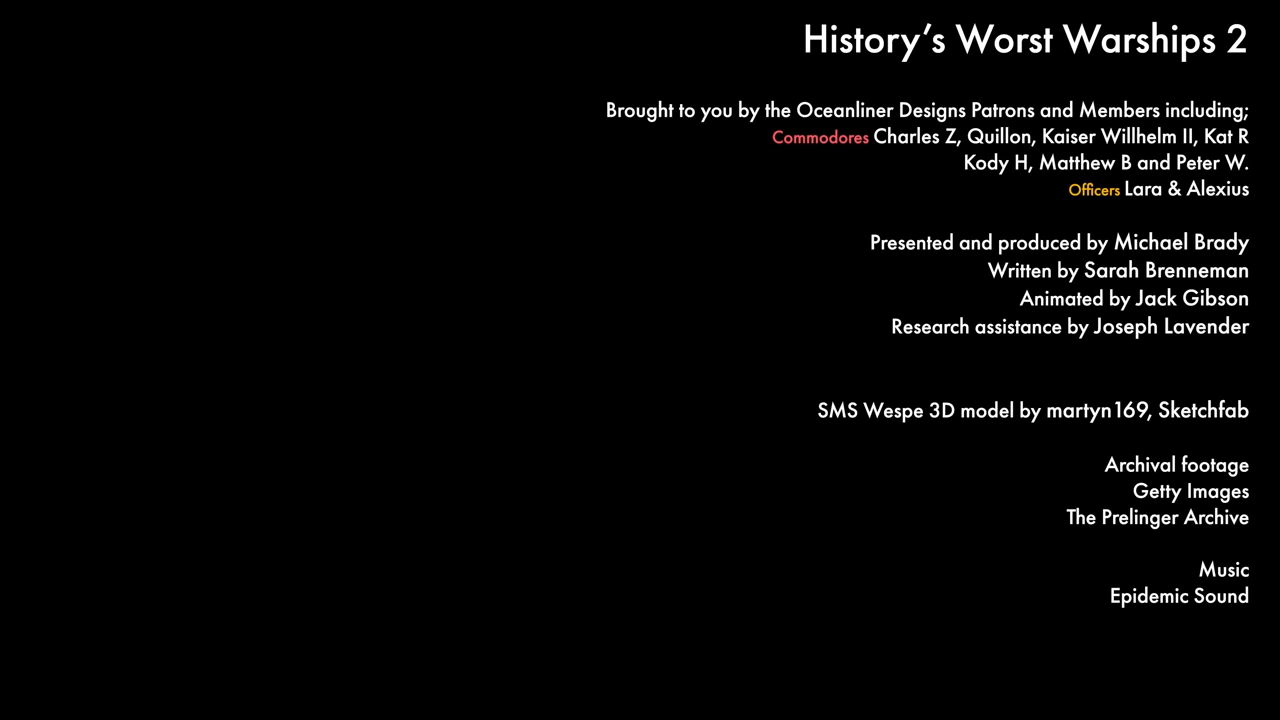 History’s Worst Warships 2
Brought to you by the Oceanliner Designs Patrons and Members including;
Commodores Charles Z, Quillon, Kaiser Willhelm II, Kat R
Kody H, Matthew B and Peter W.
Officers Lara & Alexius
Presented and produced by Michael Brady
Written by Sarah Brenneman
Animated by Jack Gibson
Research assistance by Joseph Lavender
SMS Wespe 3D model by martyn169, Sketchfab
Archival footage
Getty Images
The Prelinger Archive
Music
Epidemic Sound